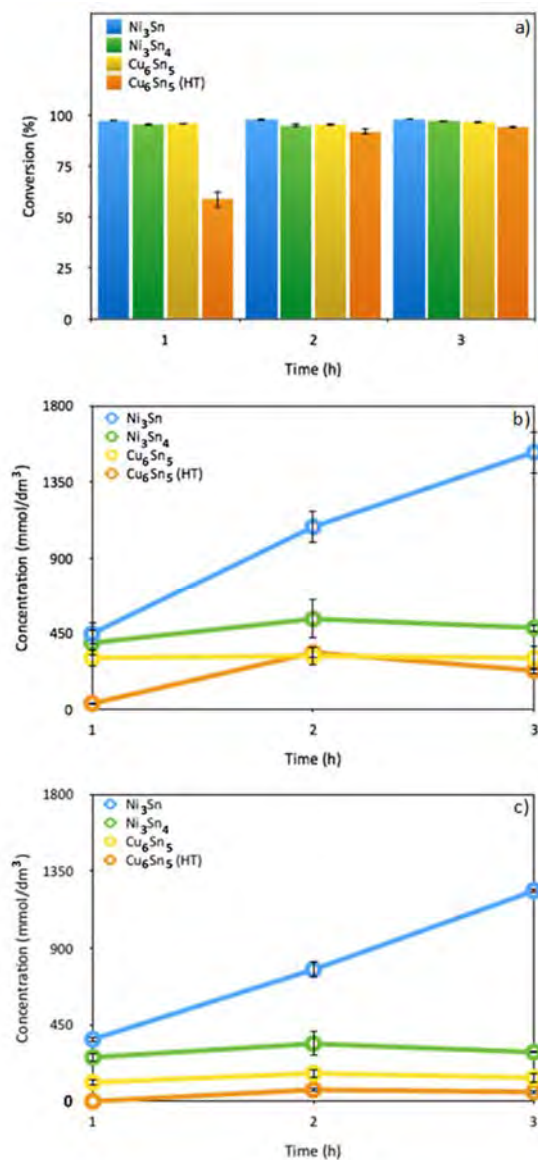 Ni3Sn
a)
Ni3Sn4
Cu6Sn5
Cu6Sn5 (HT)
100
75
50
25
0
Conversion (%)
1 2 3
Time (h)
1800
Ni3Sn
b)
Ni3Sn4
Cu6Sn5
Cu6Sn5 (HT)
1350
900
450
0
Concentration (mmol/dm3)
1 2 3
Time (h)
1800
Ni3Sn
c)
Ni3Sn4
Cu6Sn5
Cu6Sn5 (HT)
1350
900
450
0
Concentration (mmol/dm3)
1 2 3
Time (h)